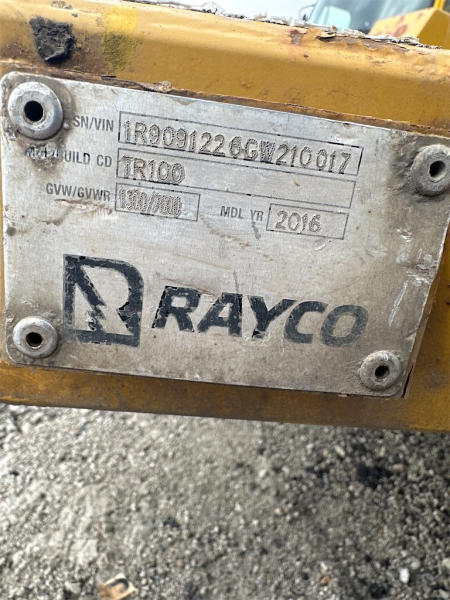 SN/VIN 1R9091226GW210017
BUILD CD TR100
GVW/GVWR
MDL YR 2016
RAYCO